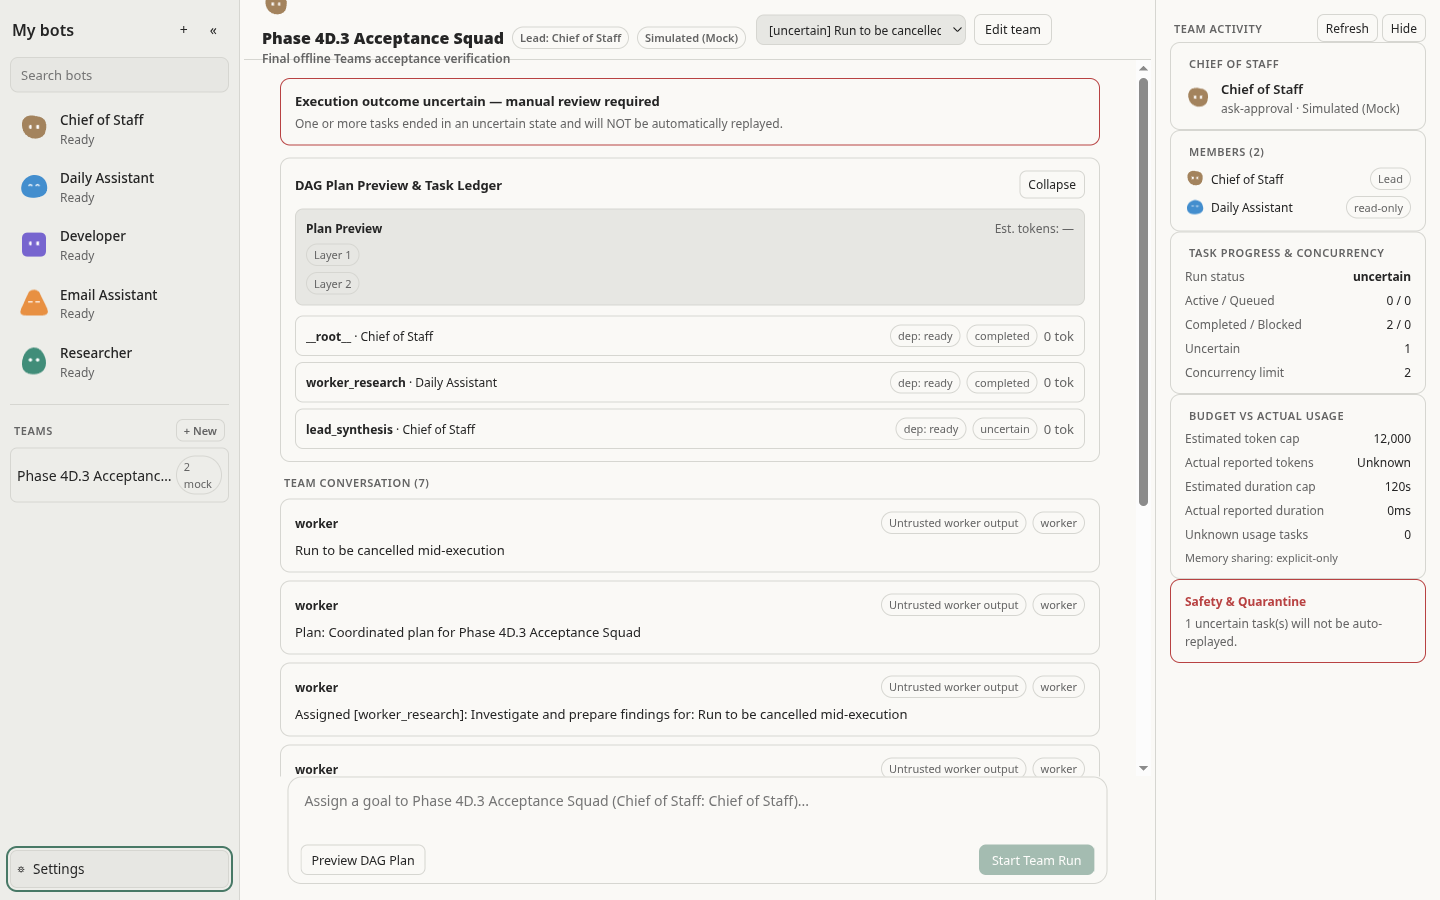 My bots
+
«
Search bots
Chief of Staff
Ready
Daily Assistant
Ready
Developer
Ready
Email Assistant
Ready
Researcher
Ready
TEAMS
+ New
Phase 4D.3 Acceptanc...
2
mock
Settings
Phase 4D.3 Acceptance Squad
Lead: Chief of Staff
Simulated (Mock)
[uncertain] Run to be cancellec
Edit team
Final offline Teams acceptance verification
Execution outcome uncertain — manual review required
One or more tasks ended in an uncertain state and will NOT be automatically replayed.
DAG Plan Preview & Task Ledger
Collapse
Plan Preview
Est. tokens: —
Layer 1
Layer 2
__root__ · Chief of Staff
dep: ready
completed
0 tok
worker_research · Daily Assistant
dep: ready
completed
0 tok
lead_synthesis · Chief of Staff
dep: ready
uncertain
0 tok
TEAM CONVERSATION (7)
worker
Untrusted worker output
worker
Run to be cancelled mid-execution
worker
Untrusted worker output
worker
Plan: Coordinated plan for Phase 4D.3 Acceptance Squad
worker
Untrusted worker output
worker
Assigned [worker_research]: Investigate and prepare findings for: Run to be cancelled mid-execution
worker
Untrusted worker output
worker
Assign a goal to Phase 4D.3 Acceptance Squad (Chief of Staff: Chief of Staff)...
Preview DAG Plan
Start Team Run
TEAM ACTIVITY
Refresh
Hide
CHIEF OF STAFF
Chief of Staff
ask-approval · Simulated (Mock)
MEMBERS (2)
Chief of Staff
Lead
Daily Assistant
read-only
TASK PROGRESS & CONCURRENCY
Run status
uncertain
Active / Queued
0 / 0
Completed / Blocked
2 / 0
Uncertain
1
Concurrency limit
2
BUDGET VS ACTUAL USAGE
Estimated token cap
12,000
Actual reported tokens
Unknown
Estimated duration cap
120s
Actual reported duration
0ms
Unknown usage tasks
0
Memory sharing: explicit-only
Safety & Quarantine
1 uncertain task(s) will not be auto-
replayed.